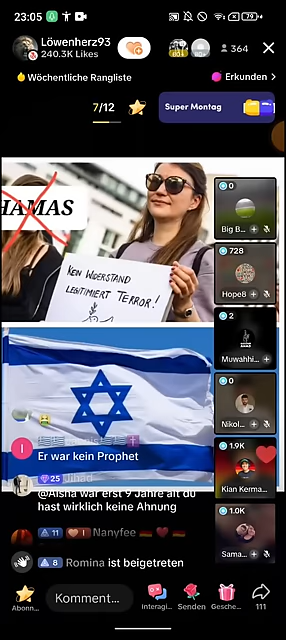 23:05
79
Löwenherz93
240.3K Likes
364
Wöchentliche Rangliste
Erkunden >
7/12
Super Montag
HAMAS
KEIN WIDERSTAND
LEGITIMIERT TERROR!
0
Big B...
728
Hope8
2
Muwahhi...
0
Nikol...
1.9K
Kian Kerma...
1.0K
Sama...
I
Er war kein Prophet
25
Jihad
@Aisha war erst 9 Jahre alt du
hast wirklich keine Ahnung
11
I
Nanyfee
8
Romina ist beigetreten
Kommentar...
Abonn...
Interagi...
Senden
Gesche...
111